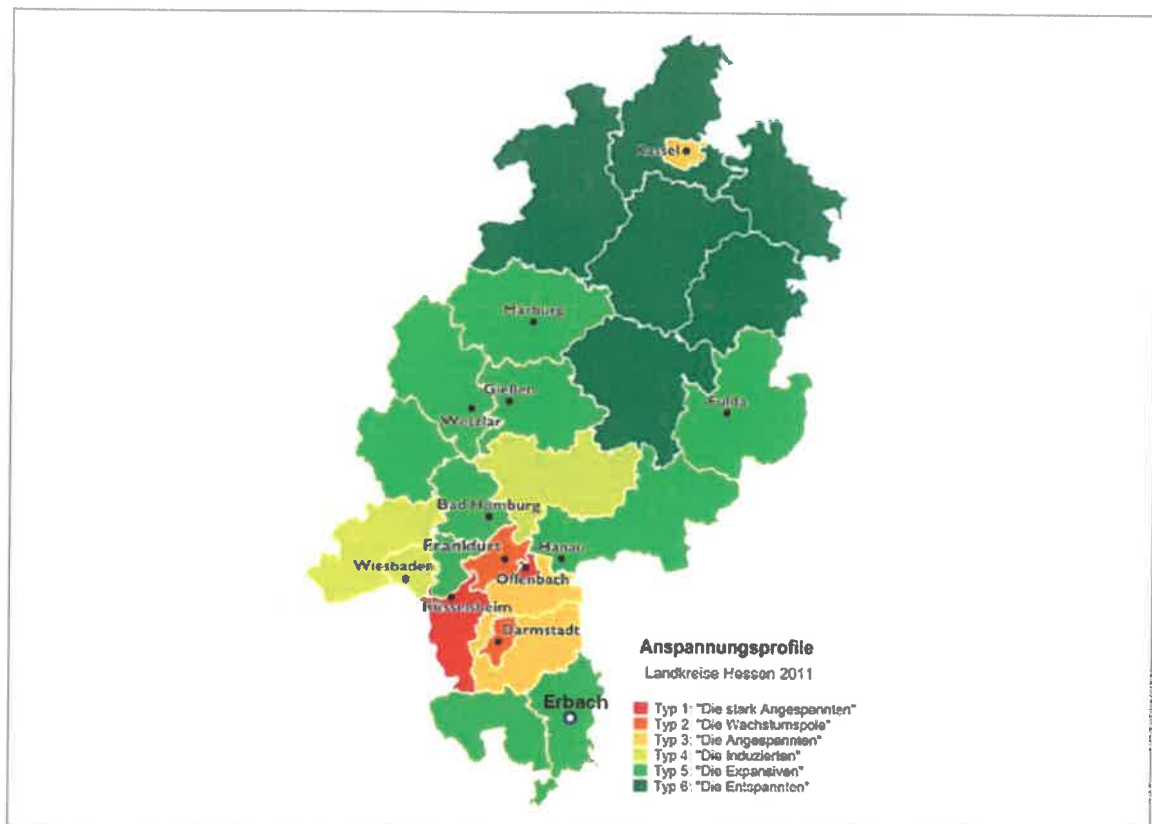 Kassel
Marburg
Gießen
Wetzlar
Fulda
Bad Homburg
Frankfurt
Hanau
Wiesbaden
Offenbach
Rüsselsheim
Darmstadt
Erbach
Anspannungsprofile
Landkreise Hessen 2011
Typ 1: "Die stark Angespannten"
Typ 2: "Die Wachstumspole"
Typ 3: "Die Angespannten"
Typ 4: "Die Induzierten"
Typ 5: "Die Expansiven"
Typ 6: "Die Entspannten"